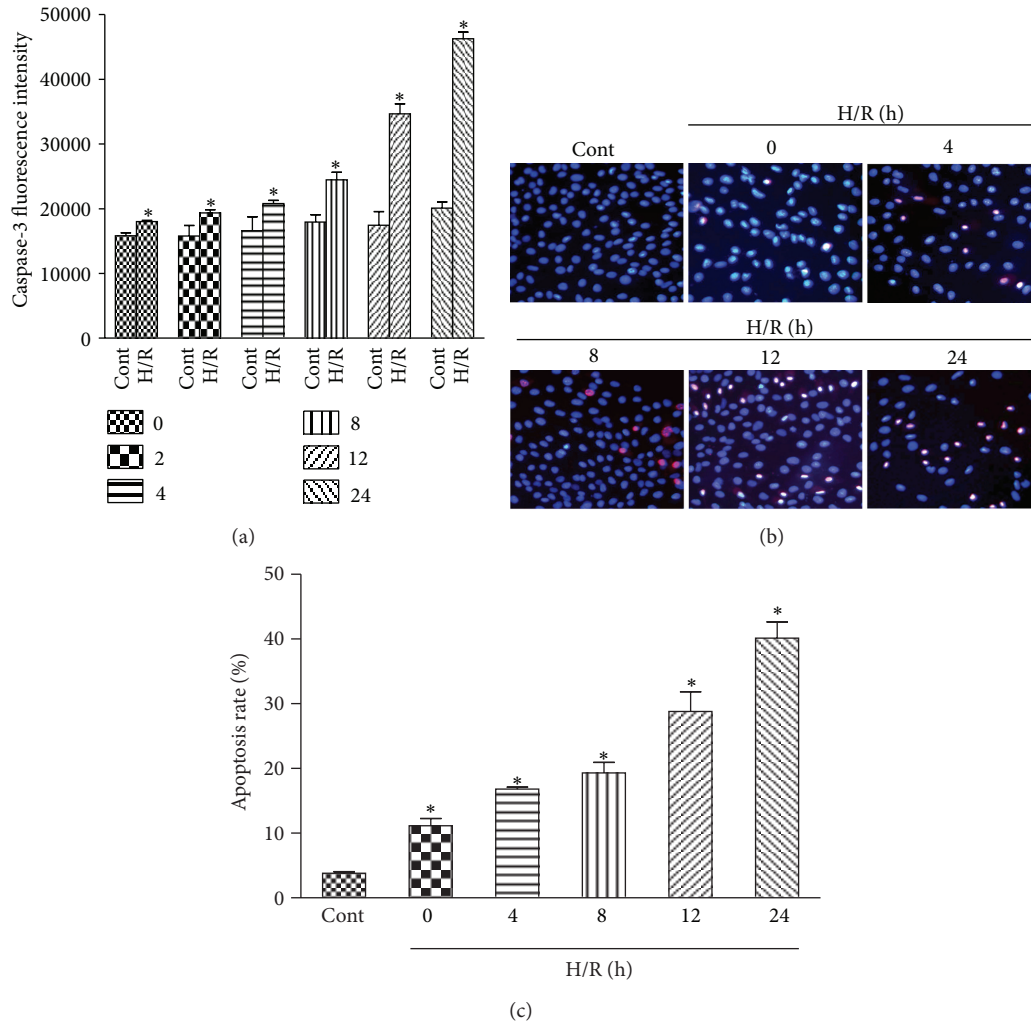 Caspase-3 fluorescence intensity
50000
40000
30000
20000
10000
0
* * * * * *
Cont H/R Cont H/R Cont H/R Cont H/R Cont H/R Cont H/R
0 8
2 12
4 24
(a)
H/R (h)
Cont 0 4
H/R (h)
8 12 24
(b)
Apoptosis rate (%)
50
40
30
20
10
0
* * * * *
Cont 0 4 8 12 24
H/R (h)
(c)